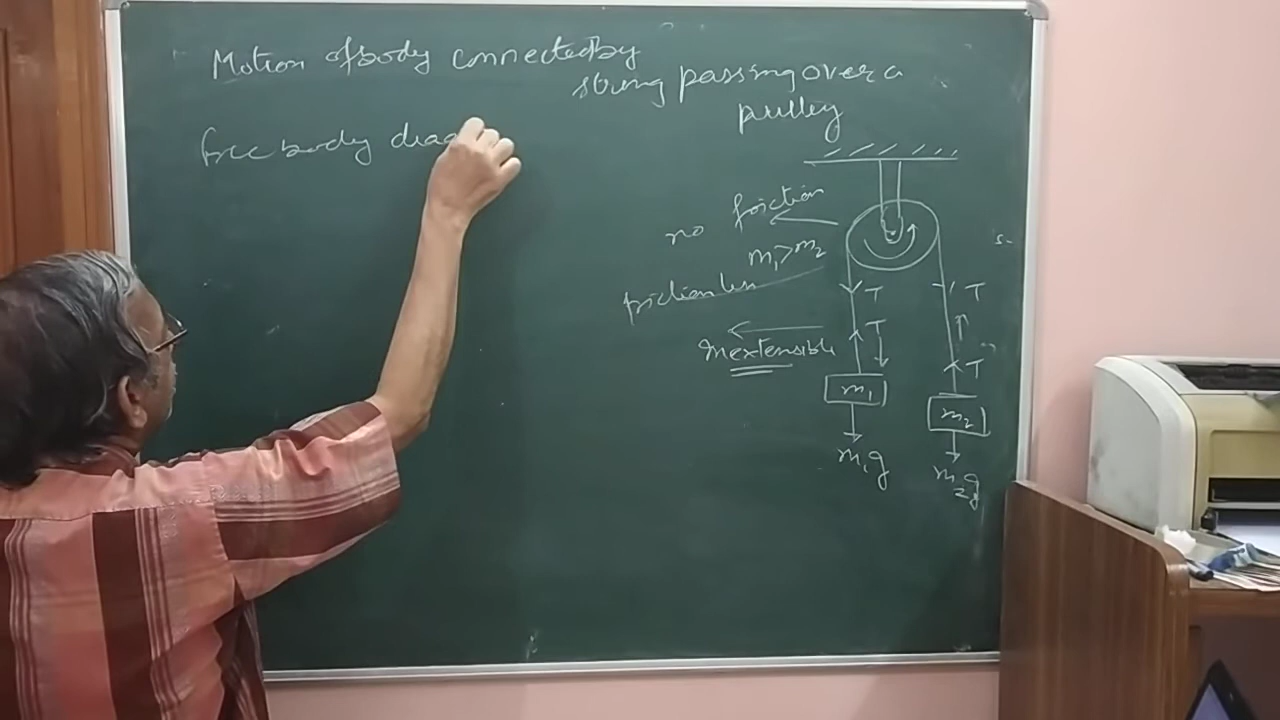 Motion of body connected by
string passing over a
pulley
free body diag
no friction
m₁>m₂
frictionless
T
T
T
Inextensible
T
m₁
m₂
m₁g
m₂g